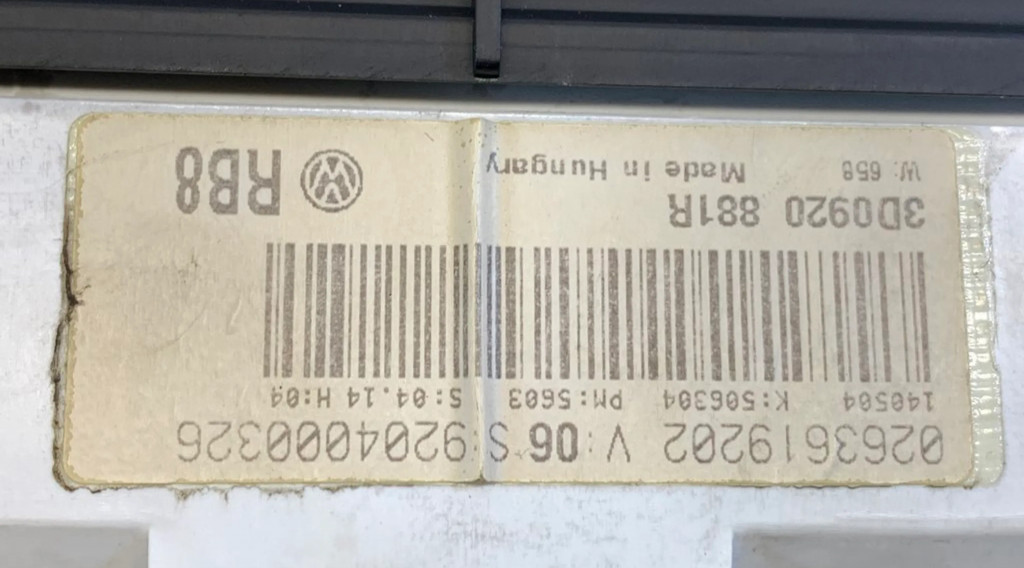 0263619202 V: 06 S:9204000326
140504 K:506304 PM:5603 S:04.14 H:04
3D0920 881R
W: 658 Made in Hungary
RB8